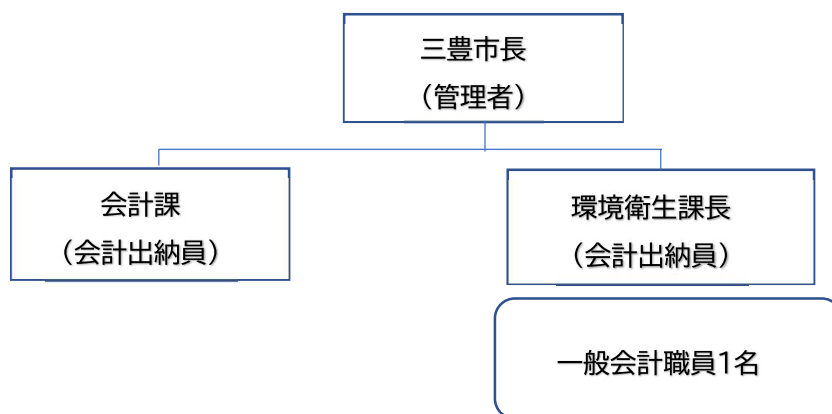 三豊市長
（管理者）
会計課
（会計出納員）
環境衛生課長
（会計出納員）
一般会計職員1名